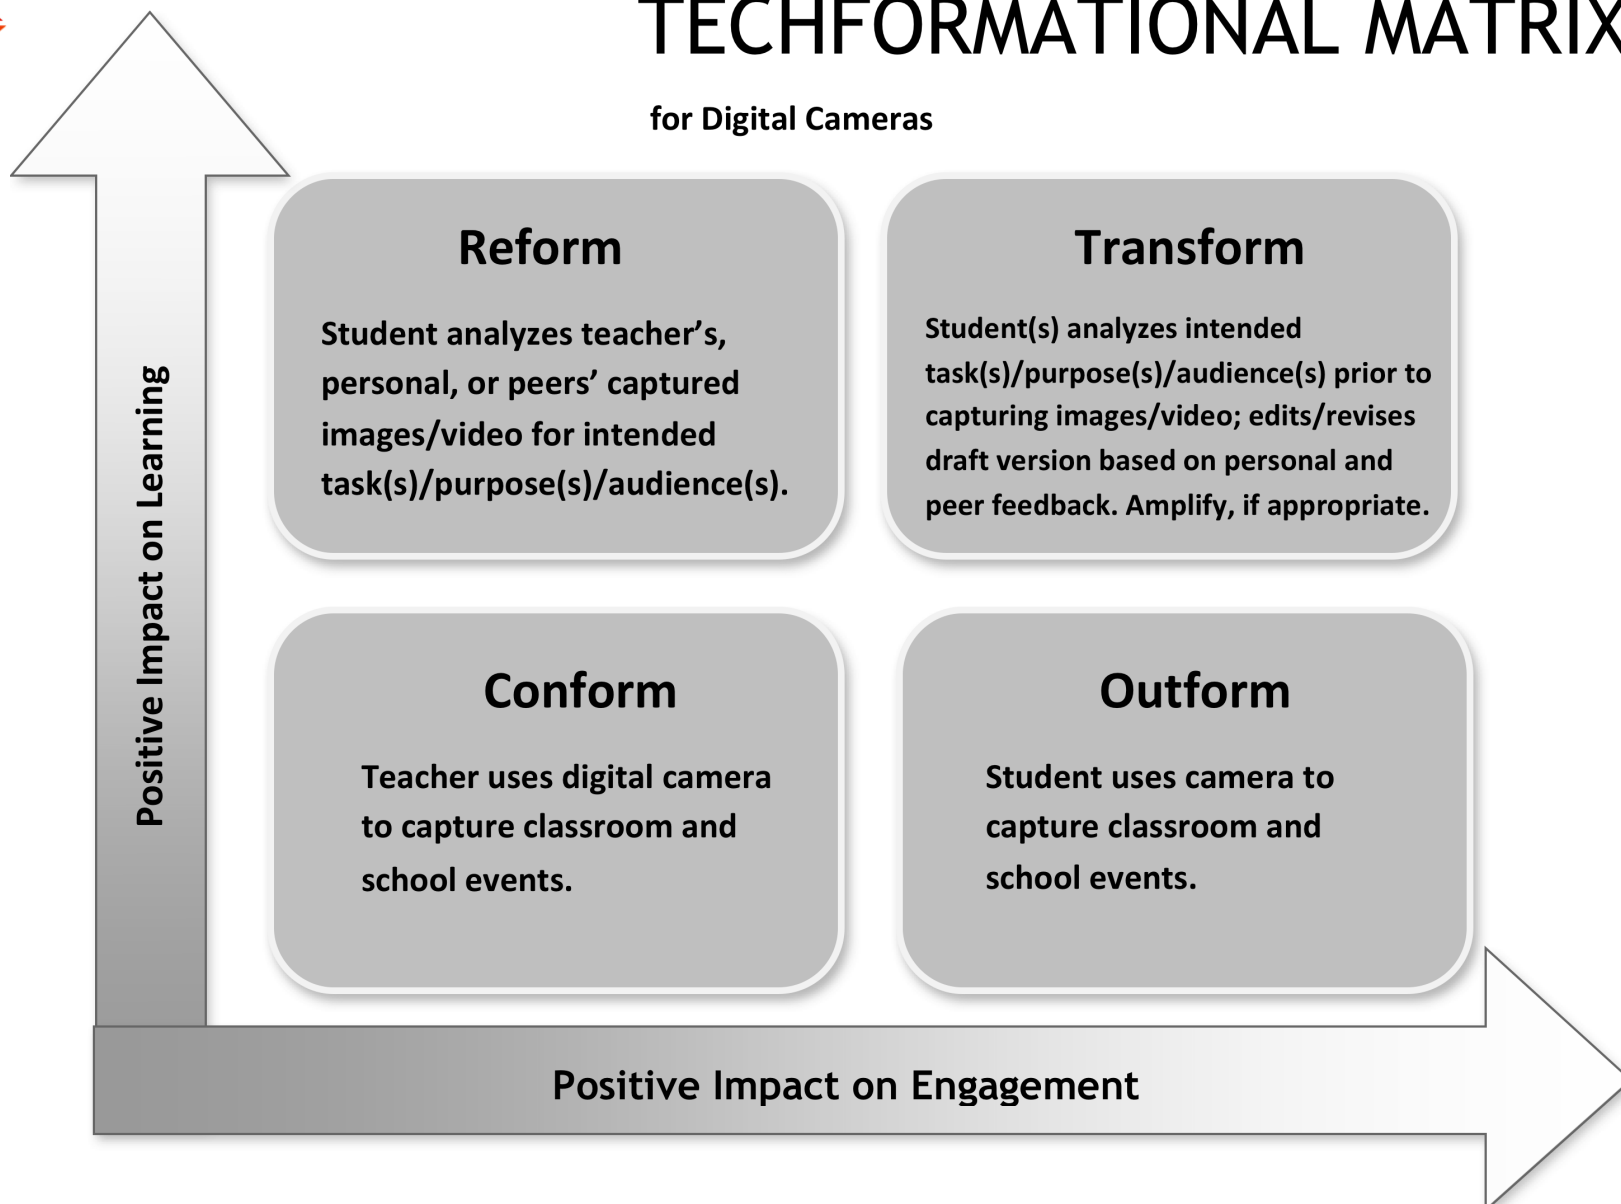 TECHFORMATIONAL MATRIX
for Digital Cameras
Reform
Student analyzes teacher’s,
personal, or peers’ captured
images/video for intended
task(s)/purpose(s)/audience(s).
Transform
Student(s) analyzes intended
task(s)/purpose(s)/audience(s) prior to
capturing images/video; edits/revises
draft version based on personal and
peer feedback. Amplify, if appropriate.
Positive Impact on Learning
Conform
Teacher uses digital camera
to capture classroom and
school events.
Outform
Student uses camera to
capture classroom and
school events.
Positive Impact on Engagement